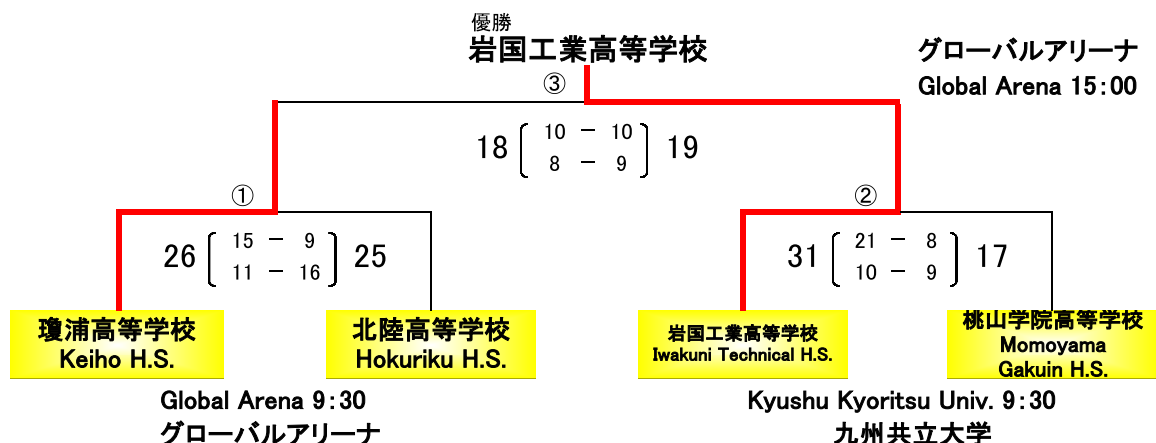 優勝
岩国工業高等学校
グローバルアリーナ
Global Arena 15:00
③
18 10 － 10 19
8 － 9
①
②
26 15 － 9 25
11 － 16
31 21 － 8 17
10 － 9
瓊浦高等学校
Keiho H.S.
北陸高等学校
Hokuriku H.S.
岩国工業高等学校
Iwakuni Technical H.S.
桃山学院高等学校
Momoyama
Gakuin H.S.
Global Arena 9:30
グローバルアリーナ
Kyushu Kyoritsu Univ. 9:30
九州共立大学